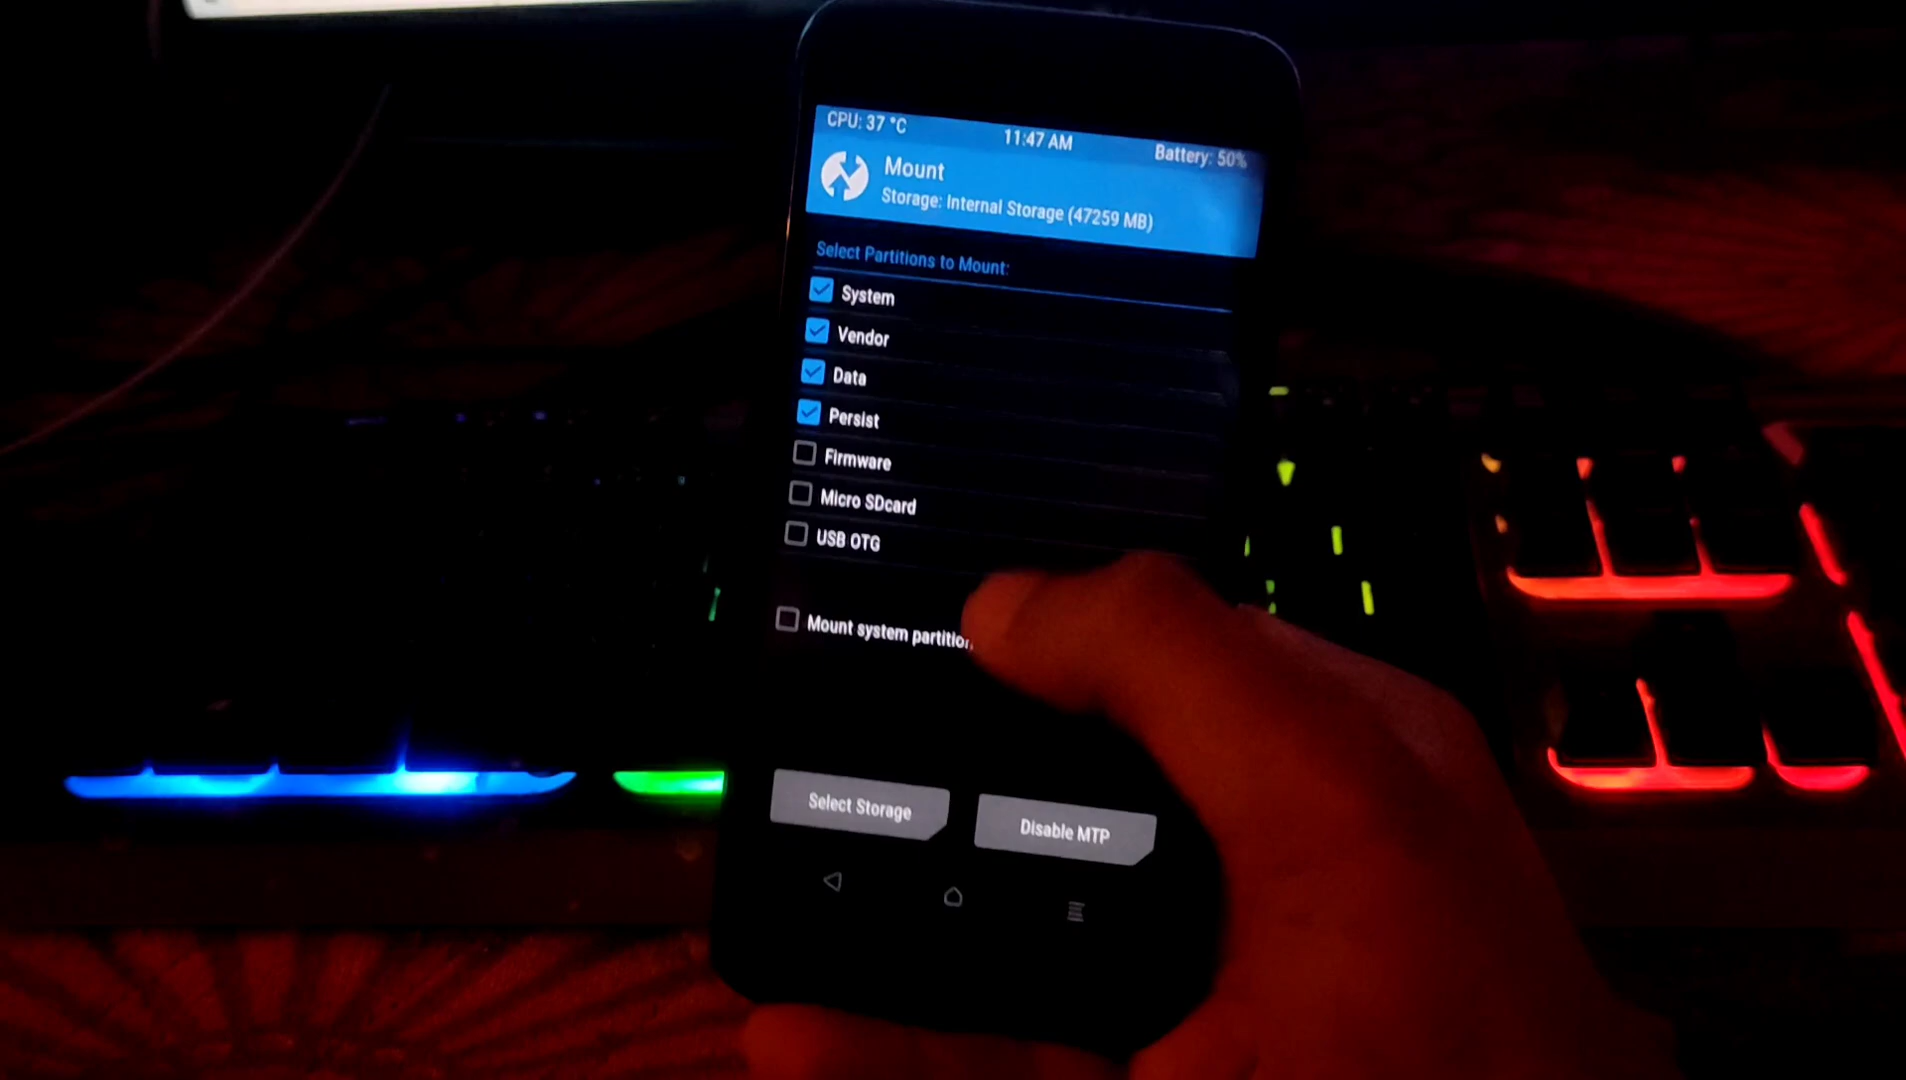 CPU: 37 °C 11:47 AM Battery: 50%
Mount
Storage: Internal Storage (47259 MB)
Select Partitions to Mount:
System
Vendor
Data
Persist
Firmware
Micro SDcard
USB OTG
Mount system
Select Storage Disable MTP